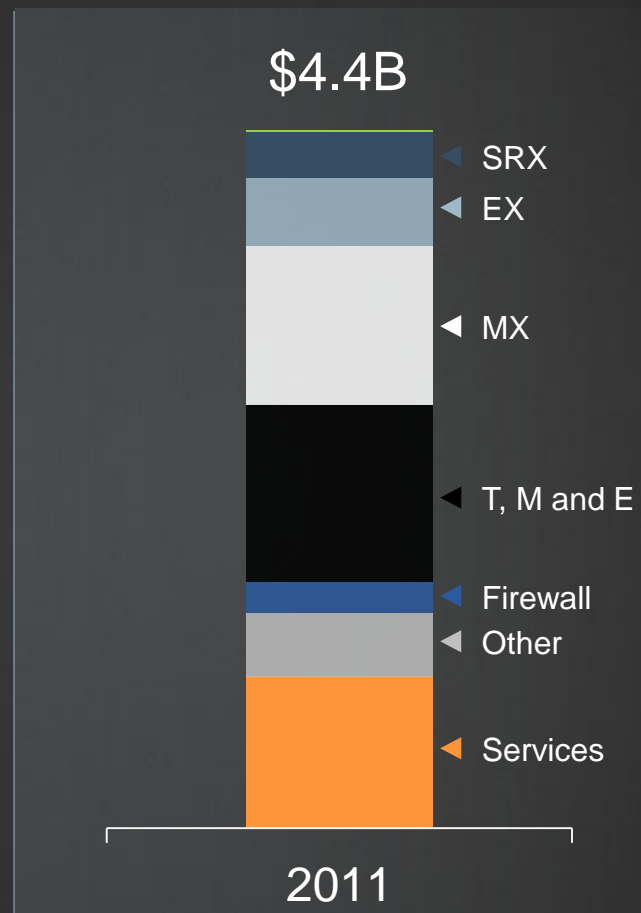 $4.4B
SRX
EX
MX
T, M and E
Firewall
Other
Services
2011